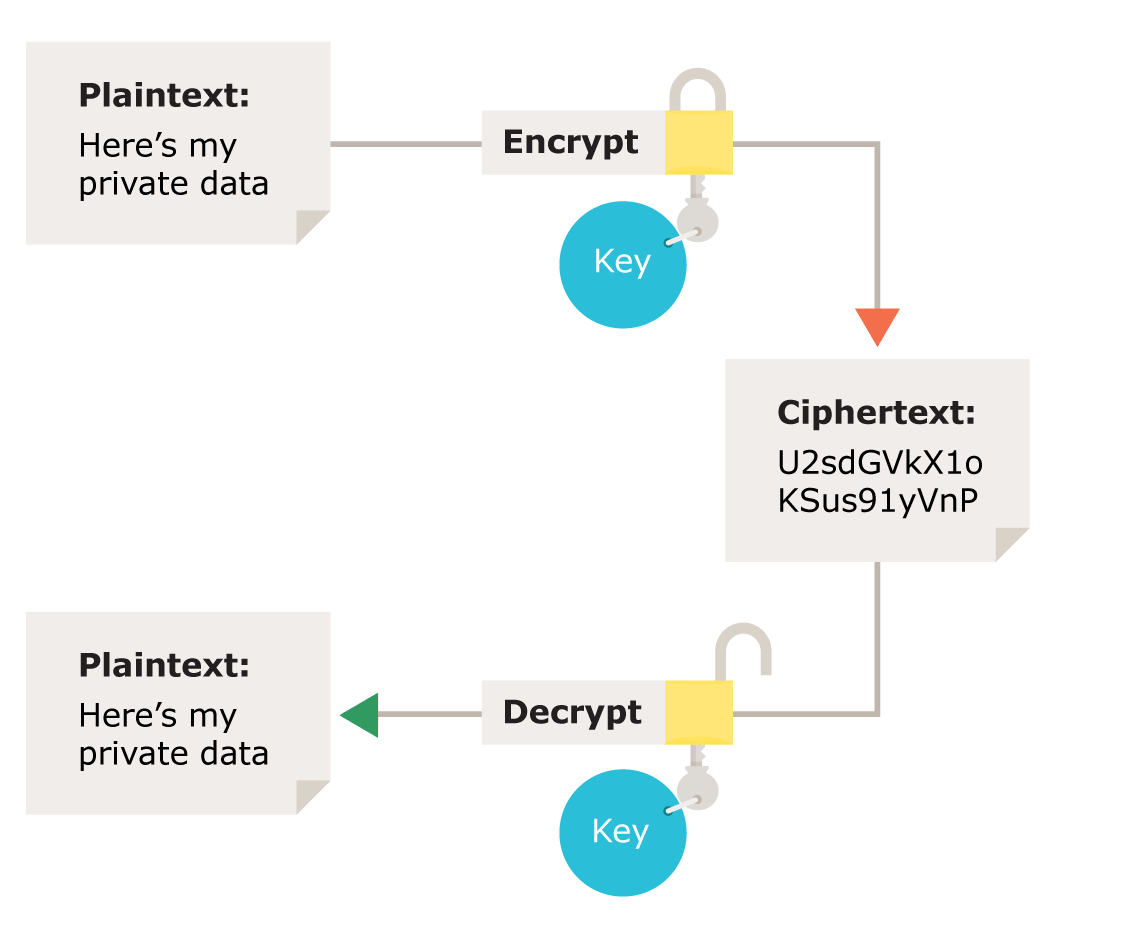 Plaintext:
Here’s my
private data
Encrypt
Key
Ciphertext:
U2sdGVkX1o
KSus91yVnP
Plaintext:
Here’s my
private data
Decrypt
Key